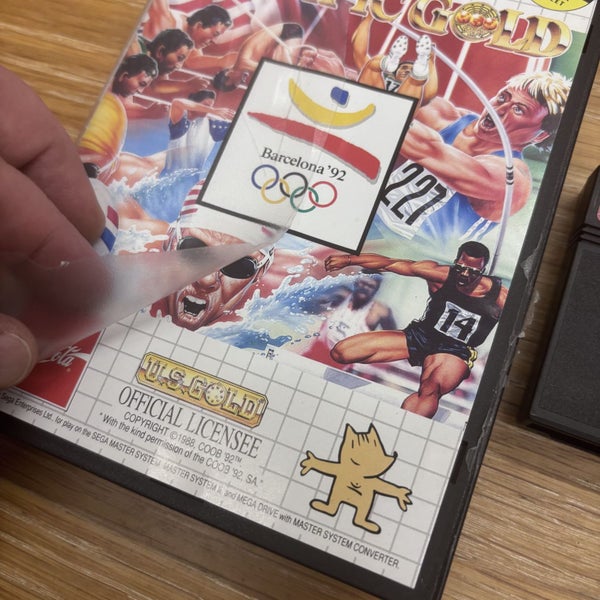 GOLD
Barcelona '92
227
14
U.S. GOLD
OFFICIAL LICENSEE
COPYRIGHT ©1988, COOB '92™
"With the kind permission of the COOB '92, SA."
Sega Enterprises Ltd. for play on the SEGA MASTER SYSTEM, MASTER SYSTEM II, and MEGA DRIVE with MASTER SYSTEM CONVERTER.